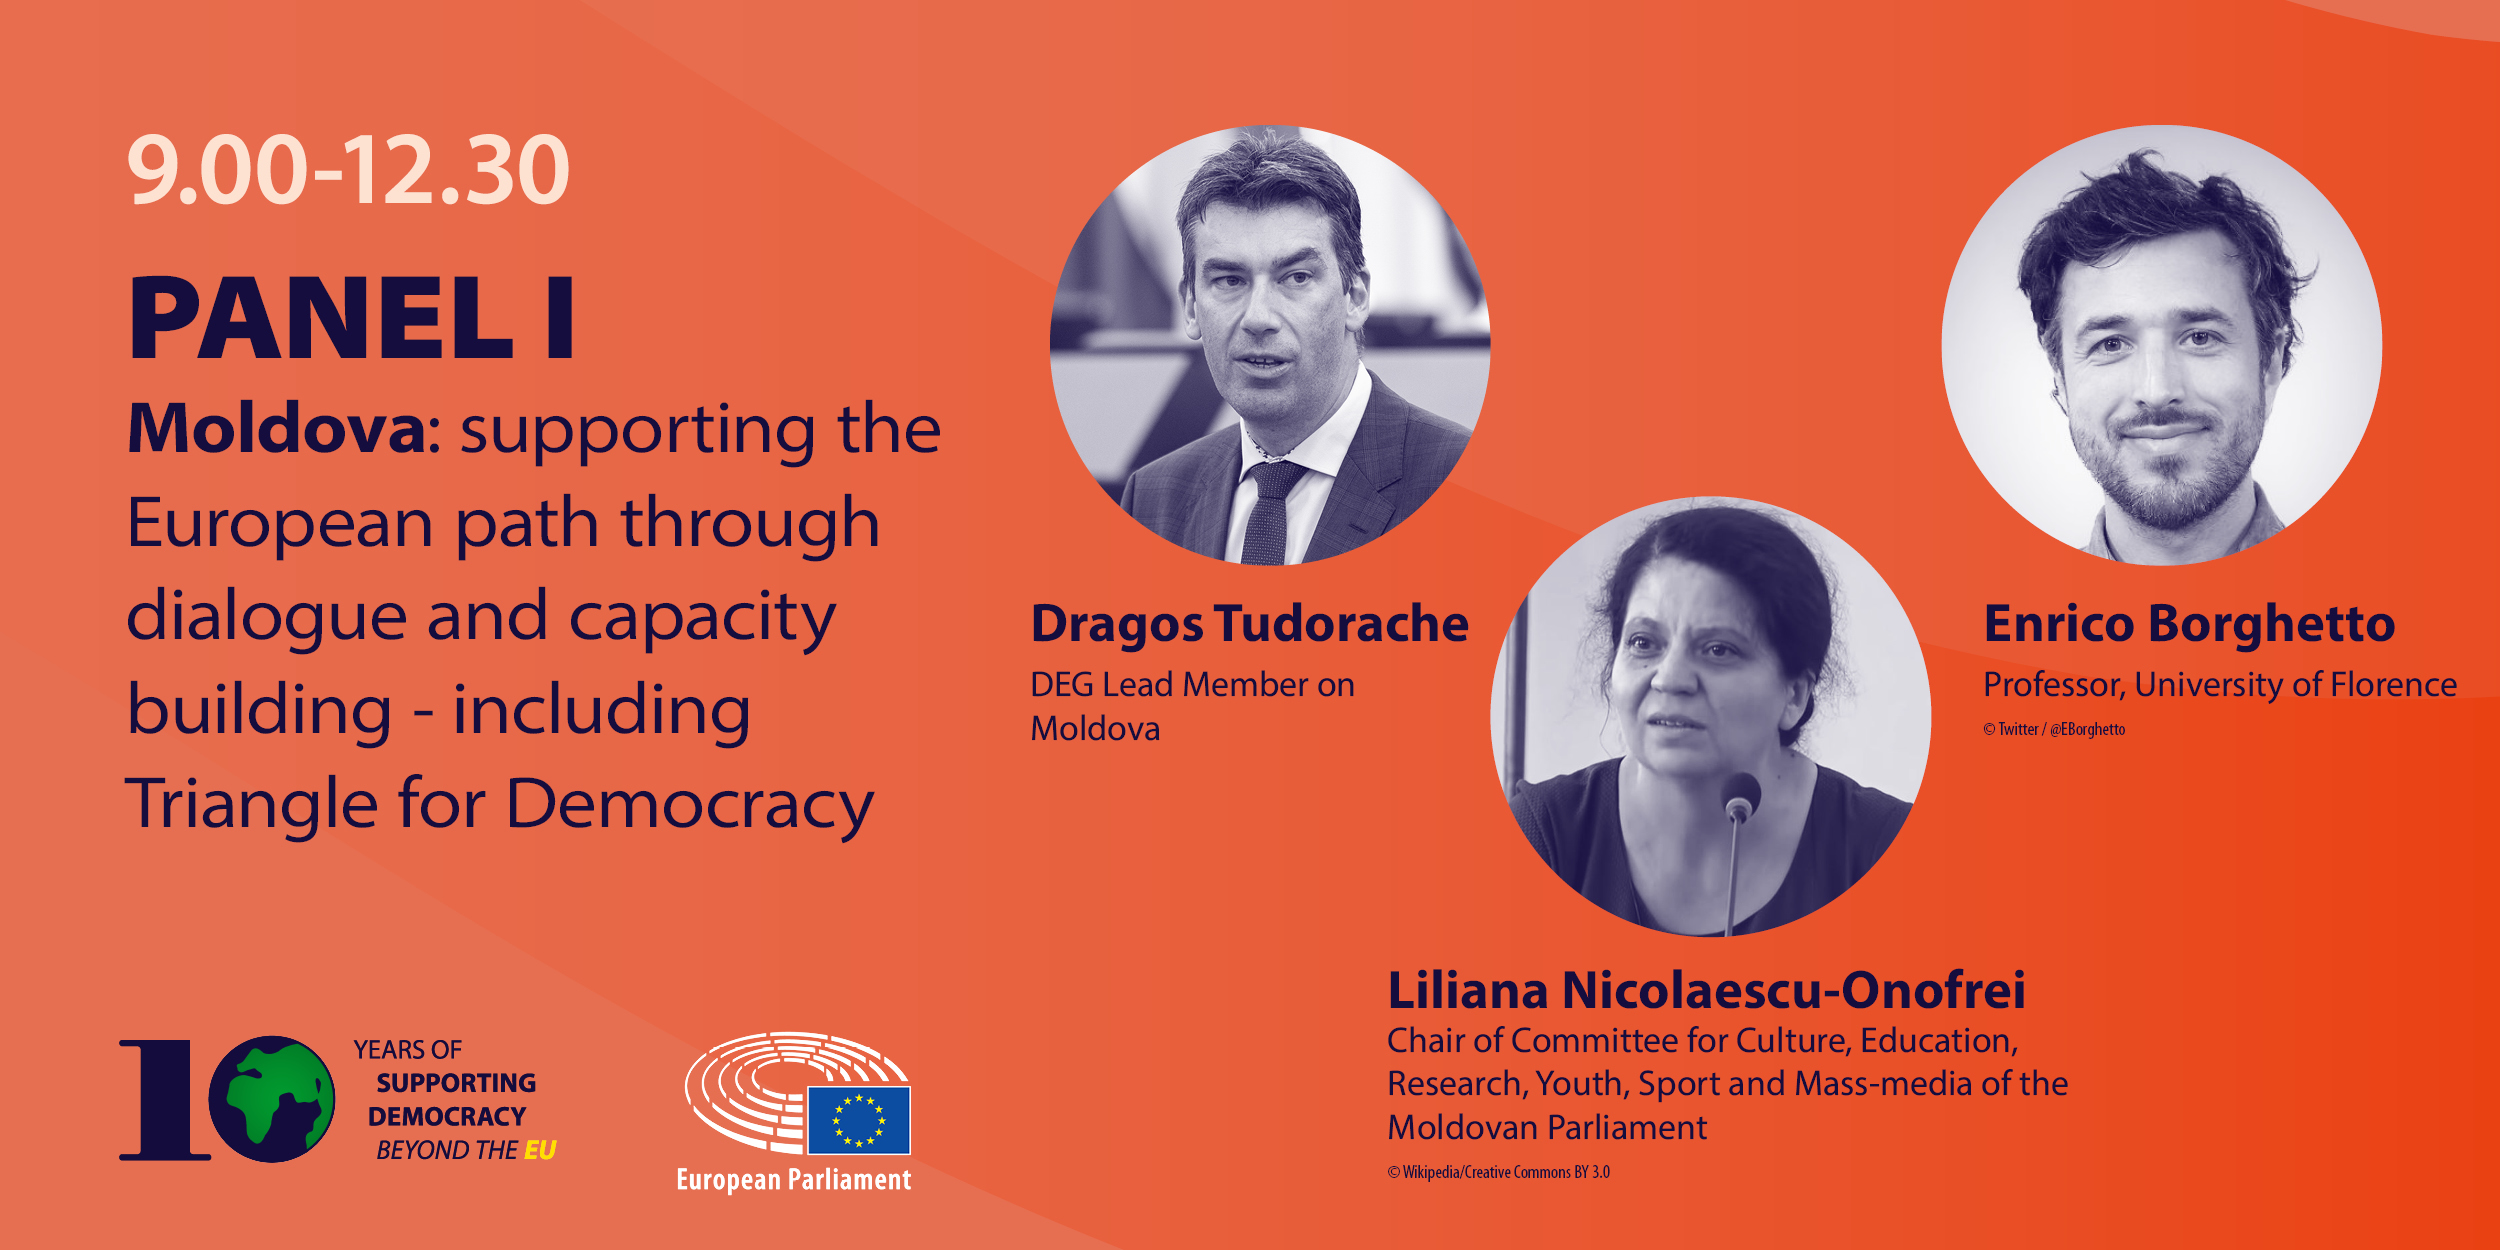 9.00-12.30
PANEL I
Moldova: supporting the
European path through
dialogue and capacity
building - including
Triangle for Democracy
Dragos Tudorache
DEG Lead Member on
Moldova
Liliana Nicolaescu-Onofrei
Chair of Committee for Culture, Education,
Research, Youth, Sport and Mass-media of the
Moldovan Parliament
© Wikipedia/Creative Commons BY 3.0
Enrico Borghetto
Professor, University of Florence
© Twitter / @EBorghetto
10
YEARS OF
SUPPORTING
DEMOCRACY
BEYOND THE EU
European Parliament